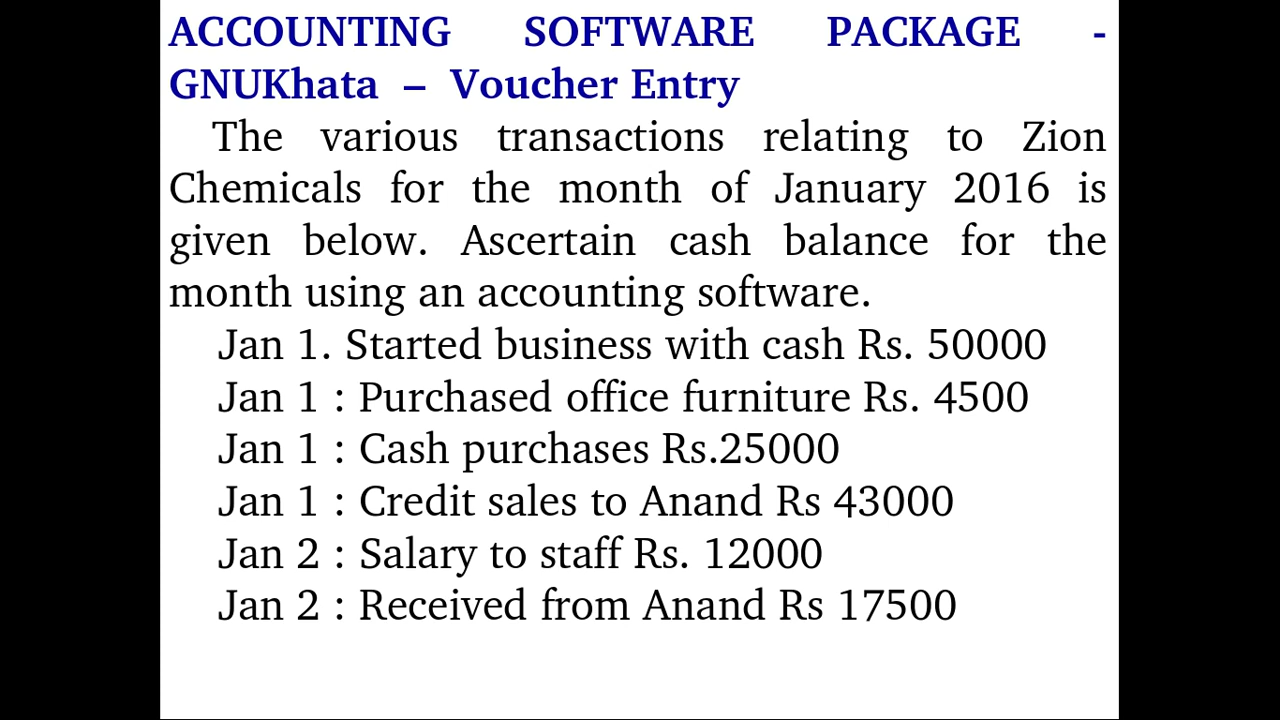 ACCOUNTING SOFTWARE PACKAGE -
GNUKhata – Voucher Entry
The various transactions relating to Zion
Chemicals for the month of January 2016 is
given below. Ascertain cash balance for the
month using an accounting software.
Jan 1. Started business with cash Rs. 50000
Jan 1 : Purchased office furniture Rs. 4500
Jan 1 : Cash purchases Rs.25000
Jan 1 : Credit sales to Anand Rs 43000
Jan 2 : Salary to staff Rs. 12000
Jan 2 : Received from Anand Rs 17500